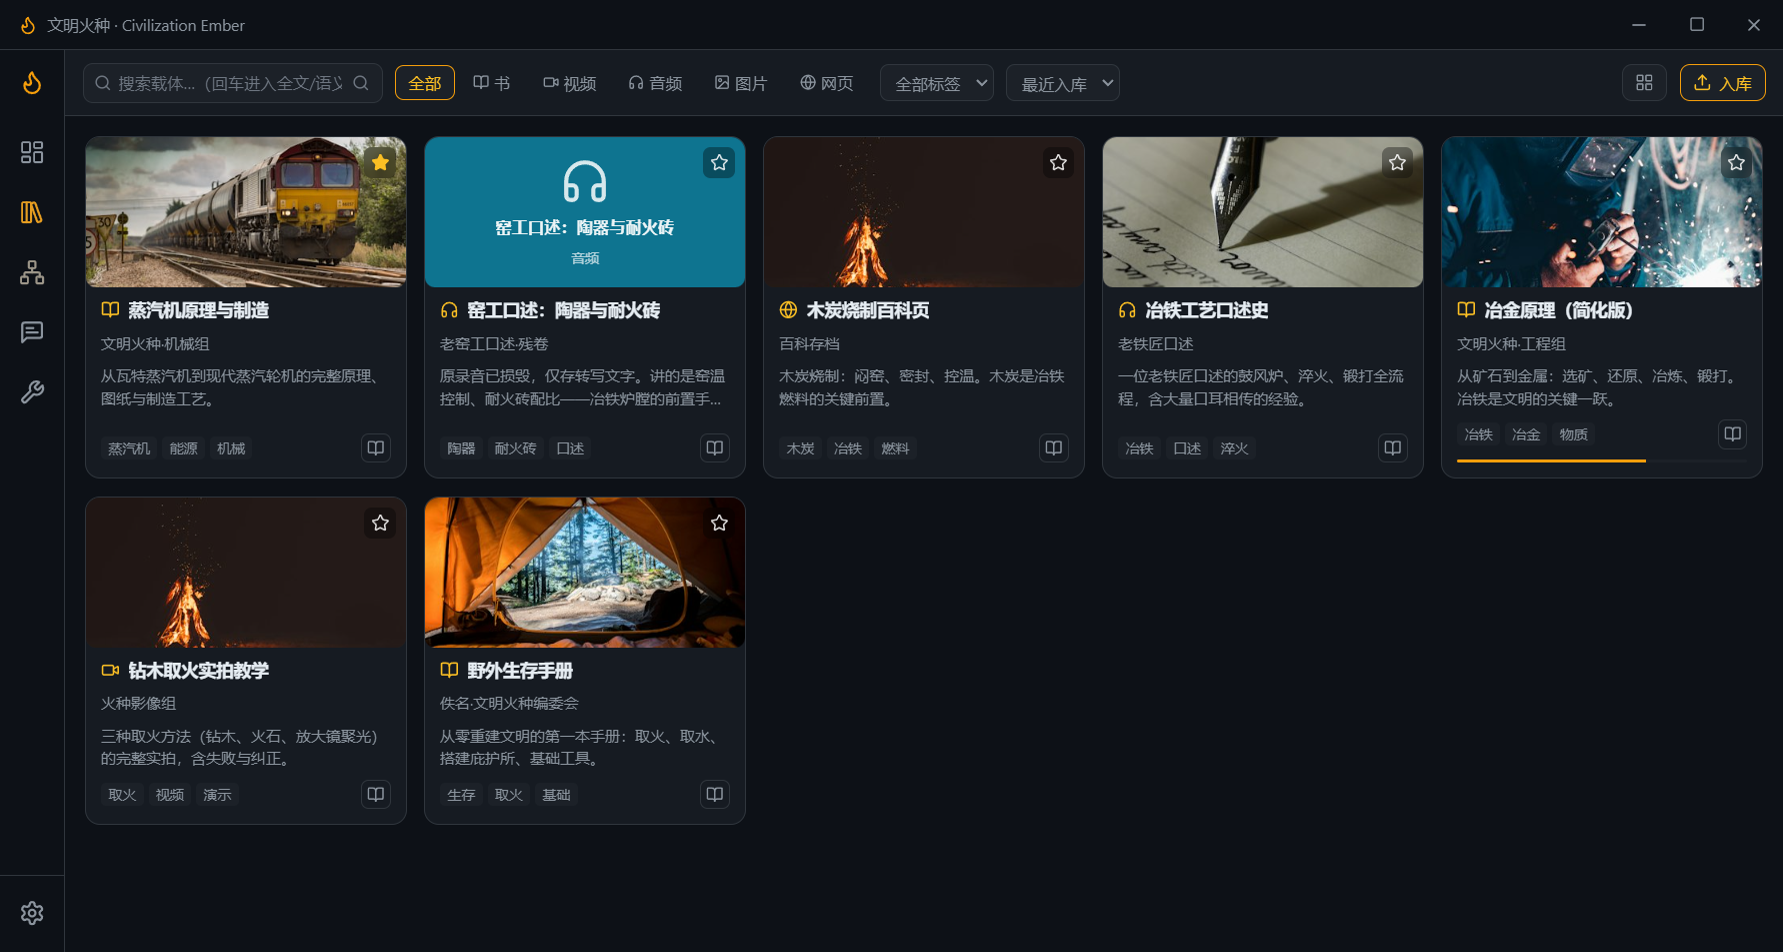 文明火种 · Civilization Ember
搜索载体...（回车进入全文/语义
全部
书
视频
音频
图片
网页
全部标签
最近入库
入库
蒸汽机原理与制造
文明火种·机械组
从瓦特蒸汽机到现代蒸汽轮机的完整原理、
图纸与制造工艺。
蒸汽机 能源 机械
窑工口述：陶器与耐火砖
音频
窑工口述：陶器与耐火砖
老窑工口述·残卷
原录音已损毁，仅存转写文字。讲的是窑温
控制、耐火砖配比——冶铁炉膛的前置手...
陶器 耐火砖 口述
木炭烧制百科页
百科存档
木炭烧制：闷窑、密封、控温。木炭是冶铁
燃料的关键前置。
木炭 冶铁 燃料
冶铁工艺口述史
老铁匠口述
一位老铁匠口述的鼓风炉、淬火、锻打全流
程，含大量口耳相传的经验。
冶铁 口述 淬火
冶金原理（简化版）
文明火种·工程组
从矿石到金属：选矿、还原、冶炼、锻打。
冶铁是文明的关键一跃。
冶铁 冶金 物质
钻木取火实拍教学
火种影像组
三种取火方法（钻木、火石、放大镜聚光）
的完整实拍，含失败与纠正。
取火 视频 演示
野外生存手册
佚名·文明火种编委会
从零重建文明的第一本手册：取火、取水、
搭建庇护所、基础工具。
生存 取火 基础